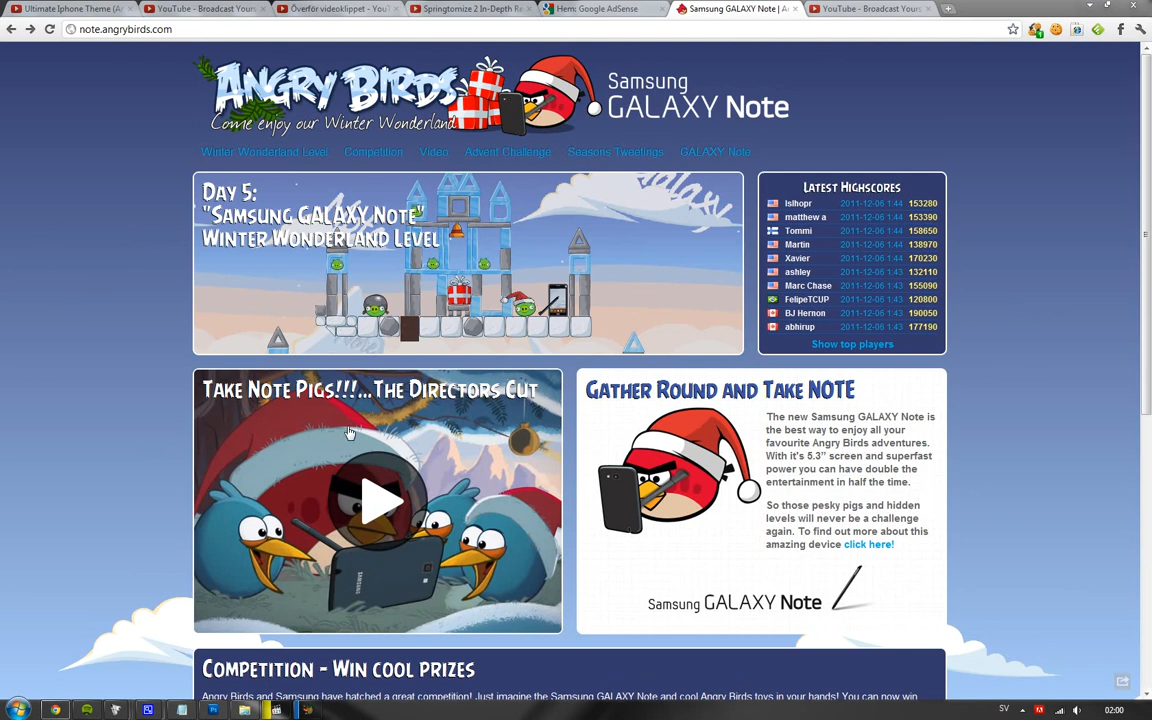 Ultimate Iphone Theme (A
YouTube - Broadcast Yours
Överför videoklippet - YouT
Springtomize 2 In-Depth Re
Hem: Google AdSense
Samsung GALAXY Note | A
YouTube - Broadcast Yours
note.angrybirds.com
ANGRY BIRDS
Come enjoy our Winter Wonderland
Samsung
GALAXY Note
Winter Wonderland Level
Competition
Video
Advent Challenge
Seasons Tweetings
GALAXY Note
DAY 5:
"SAMSUNG GALAXY NOTE"
WINTER WONDERLAND LEVEL
LATEST HIGHSCORES
lslhopr 2011-12-06 1:44 153280
matthew a 2011-12-06 1:44 153390
Tommi 2011-12-06 1:44 158650
Martin 2011-12-06 1:44 138970
Xavier 2011-12-06 1:44 170230
ashley 2011-12-06 1:43 132110
Marc Chase 2011-12-06 1:43 155090
FelipeTCUP 2011-12-06 1:43 120800
BJ Hernon 2011-12-06 1:43 190050
abhirup 2011-12-06 1:43 177190
Show top players
TAKE NOTE PIGS!!!...THE DIRECTORS CUT
SAMSUNG
GATHER ROUND AND TAKE NOTE
The new Samsung GALAXY Note is
the best way to enjoy all your
favourite Angry Birds adventures.
With it's 5.3" screen and superfast
power you can have double the
entertainment in half the time.
So those pesky pigs and hidden
levels will never be a challenge
again. To find out more about this
amazing device click here!
Samsung GALAXY Note
COMPETITION - WIN COOL PRIZES
Angry Birds and Samsung have hatched a great competition! Just imagine the Samsung GALAXY Note and cool Angry Birds toys in your hands! You can now win
SV
02:00